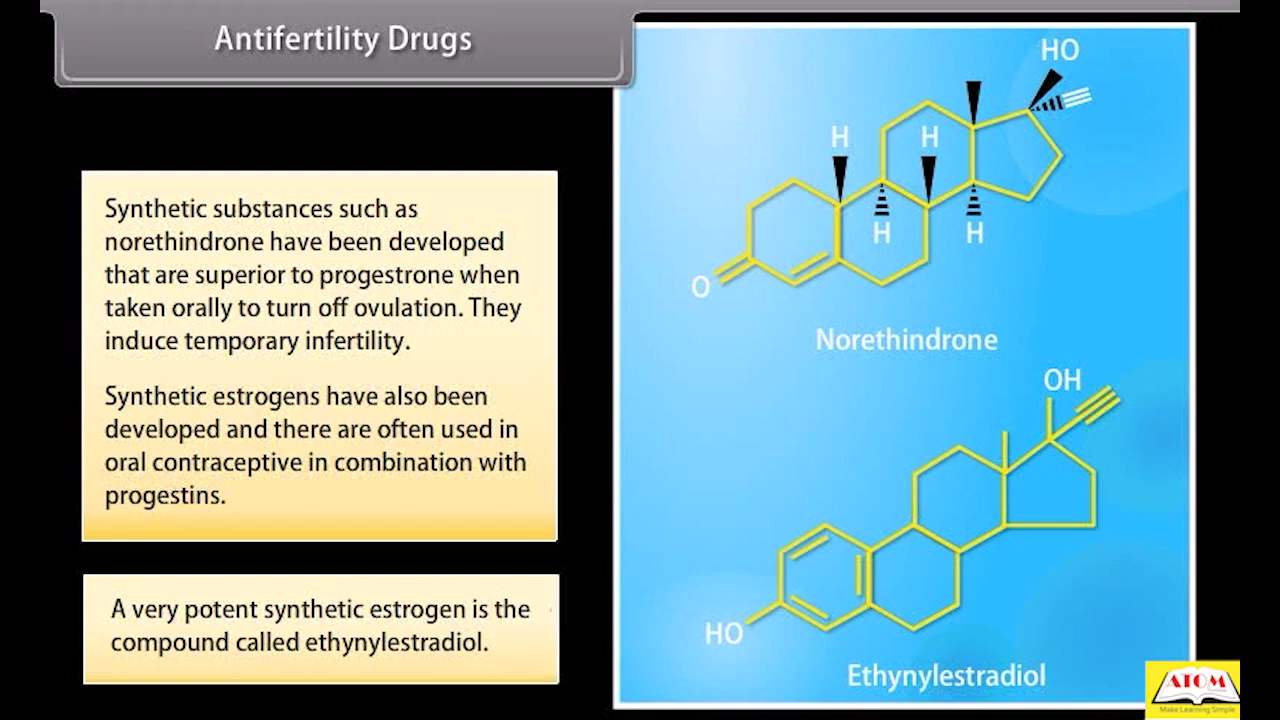 Antifertility Drugs
Synthetic substances such as
norethindrone have been developed
that are superior to progestrone when
taken orally to turn off ovulation. They
induce temporary infertility.
Synthetic estrogens have also been
developed and there are often used in
oral contraceptive in combination with
progestins.
A very potent synthetic estrogen is the
compound called ethynylestradiol.
HO
H H
H H
O
Norethindrone
OH
HO
Ethynylestradiol
ATOM
Make Learning Simple